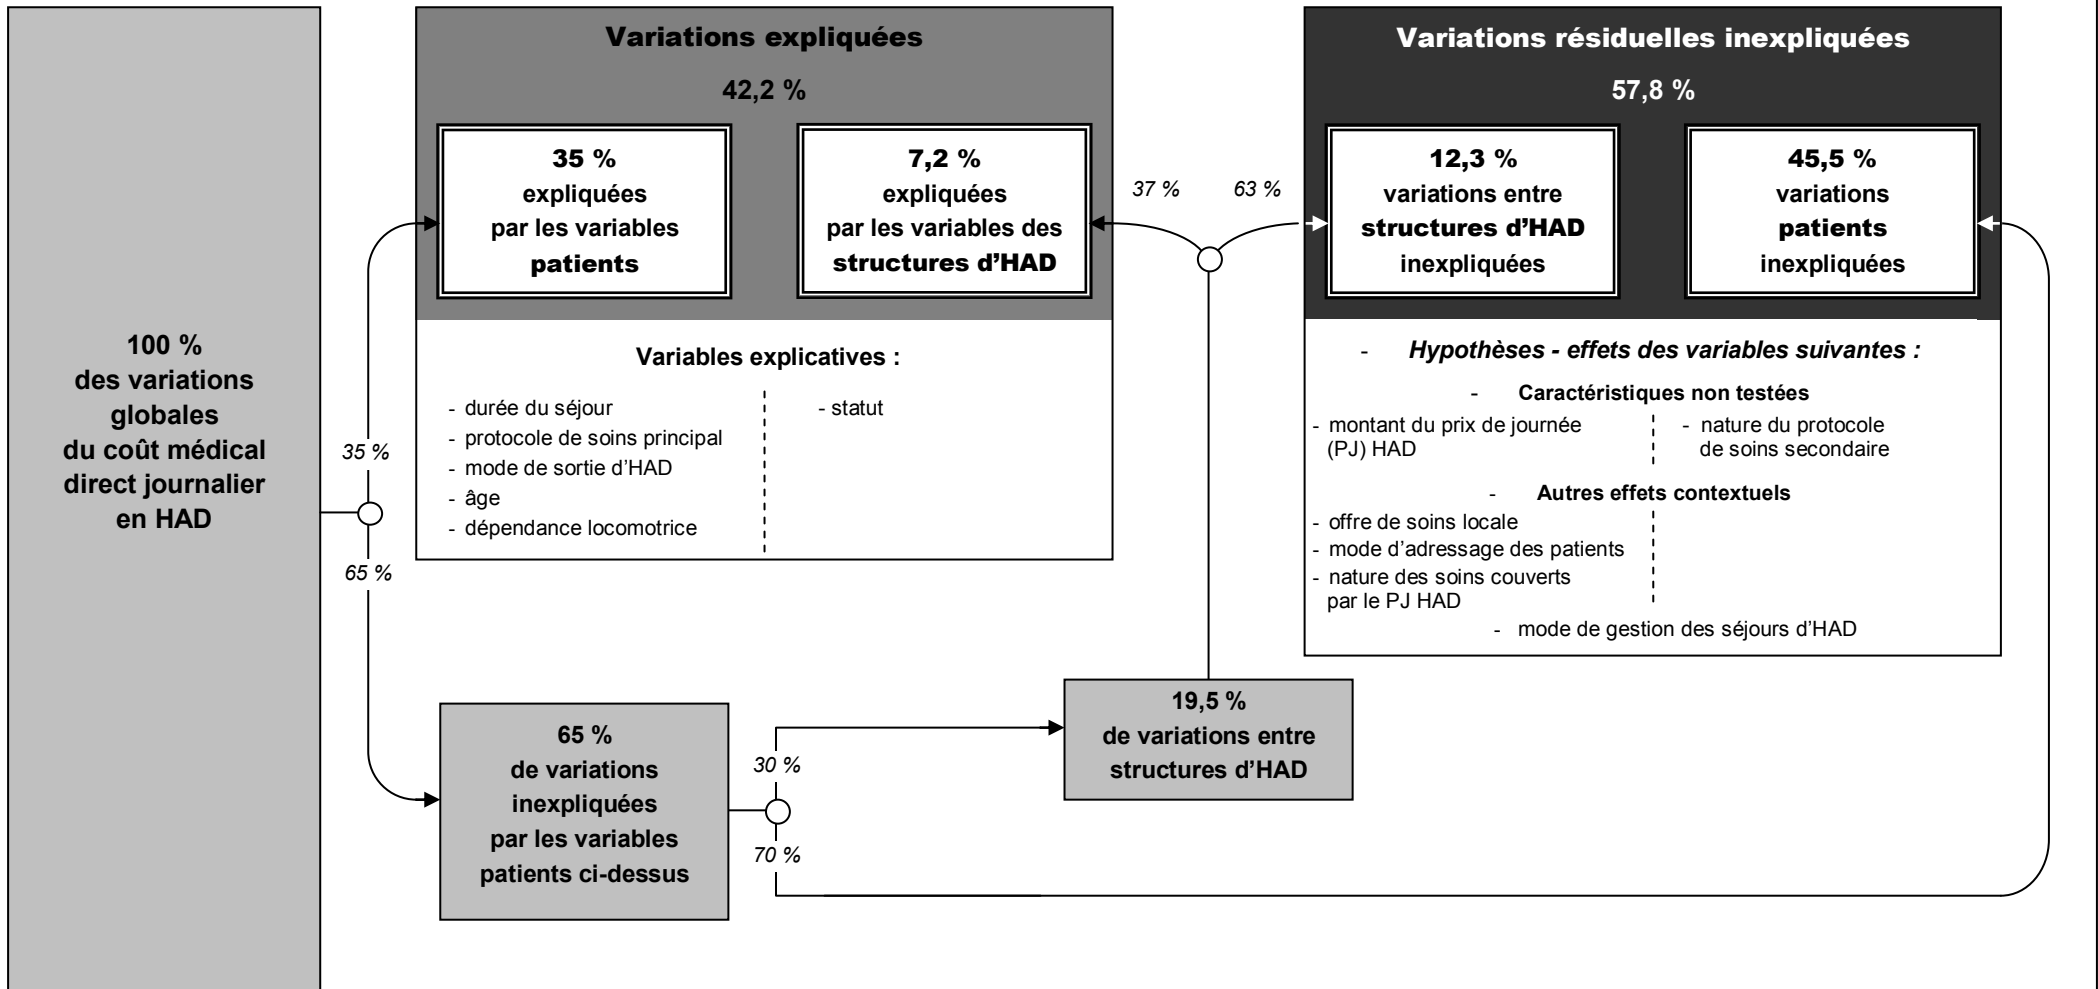 100 %
des variations
globales
du coût médical
direct journalier
en HAD
35 %
65 %
Variations expliquées
42,2 %
35 %
expliquées
par les variables
patients
7,2 %
expliquées
par les variables des
structures d’HAD
Variables explicatives :
- durée du séjour
- protocole de soins principal
- mode de sortie d’HAD
- âge
- dépendance locomotrice
- statut
37 %
63 %
Variations résiduelles inexpliquées
57,8 %
12,3 %
variations entre
structures d’HAD
inexpliquées
45,5 %
variations
patients
inexpliquées
- Hypothèses - effets des variables suivantes :
- Caractéristiques non testées
- montant du prix de journée
(PJ) HAD
- nature du protocole
de soins secondaire
- Autres effets contextuels
- offre de soins locale
- mode d’adressage des patients
- nature des soins couverts
par le PJ HAD
- mode de gestion des séjours d’HAD
65 %
de variations
inexpliquées
par les variables
patients ci-dessus
30 %
70 %
19,5 %
de variations entre
structures d’HAD